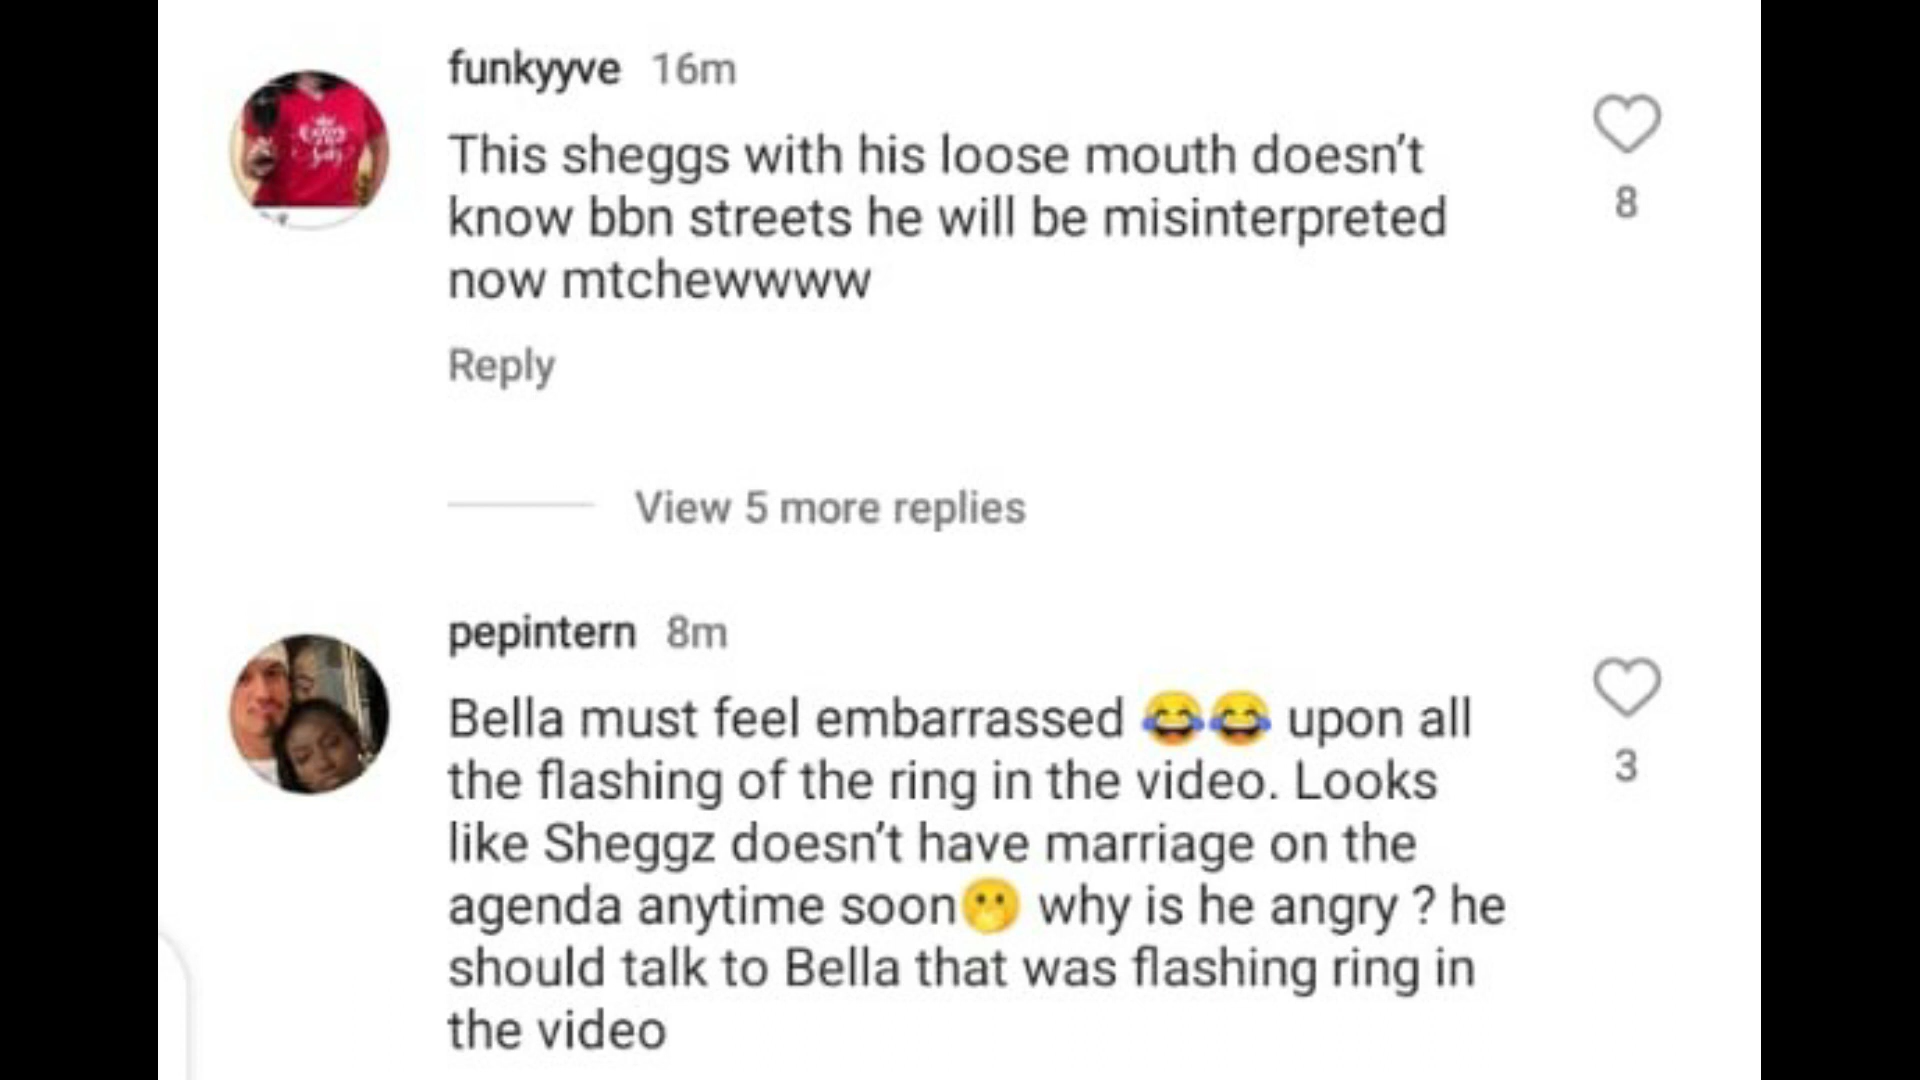 funkyyve 16m
This sheggs with his loose mouth doesn't
know bbn streets he will be misinterpreted
now mtchewwww
8
Reply
View 5 more replies
pepintern 8m
Bella must feel embarrassed 😂😂 upon all
the flashing of the ring in the video. Looks
like Sheggz doesn't have marriage on the
agenda anytime soon🫢 why is he angry ? he
should talk to Bella that was flashing ring in
the video
3